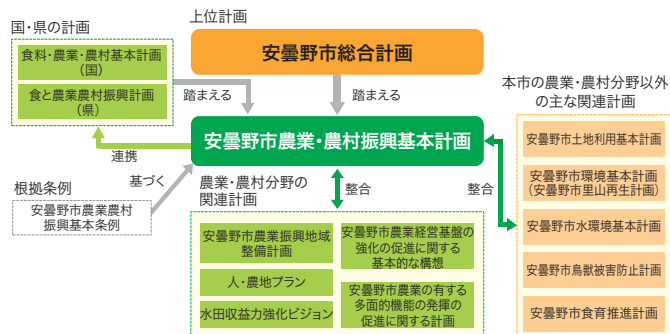 国・県の計画
食料・農業・農村基本計画
（国）
食と農業農村振興計画
（県）
上位計画
安曇野市総合計画
踏まえる
踏まえる
安曇野市農業・農村振興基本計画
連携
基づく
根拠条例
安曇野市農業農村
振興基本条例
農業・農村分野の
関連計画
整合
整合
安曇野市農業振興地域
整備計画
人・農地プラン
水田収益力強化ビジョン
安曇野市農業経営基盤の
強化の促進に関する
基本的な構想
安曇野市農業の有する
多面的機能の発揮の
促進に関する計画
本市の農業・農村分野以外
の主な関連計画
安曇野市土地利用基本計画
安曇野市環境基本計画
（安曇野市里山再生計画）
安曇野市水環境基本計画
安曇野市鳥獣被害防止計画
安曇野市食育推進計画